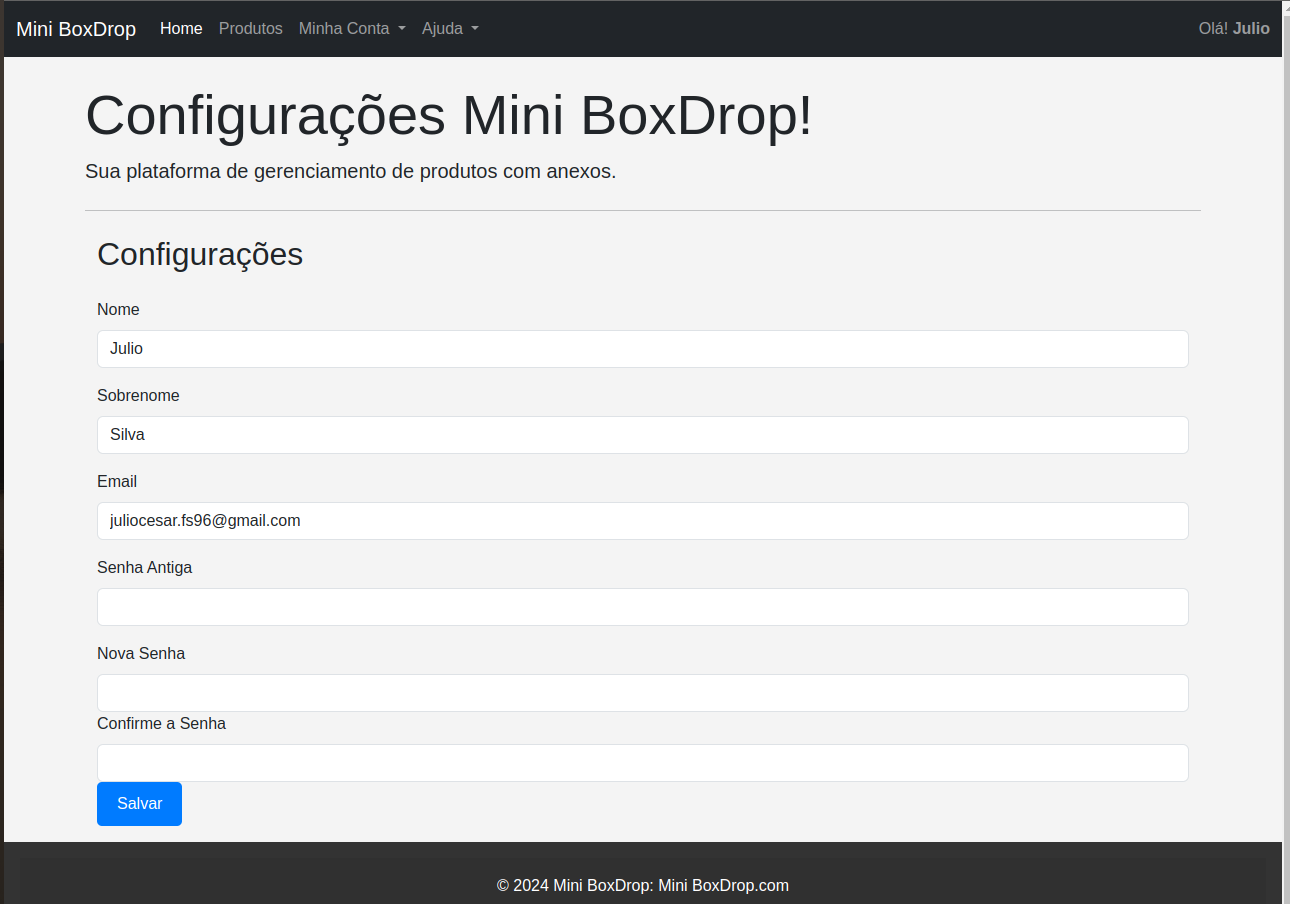 Mini BoxDrop Home Produtos Minha Conta Ajuda Olá! Julio
Configurações Mini BoxDrop!
Sua plataforma de gerenciamento de produtos com anexos.
Configurações
Nome
Julio
Sobrenome
Silva
Email
juliocesar.fs96@gmail.com
Senha Antiga
Nova Senha
Confirme a Senha
Salvar
© 2024 Mini BoxDrop: Mini BoxDrop.com